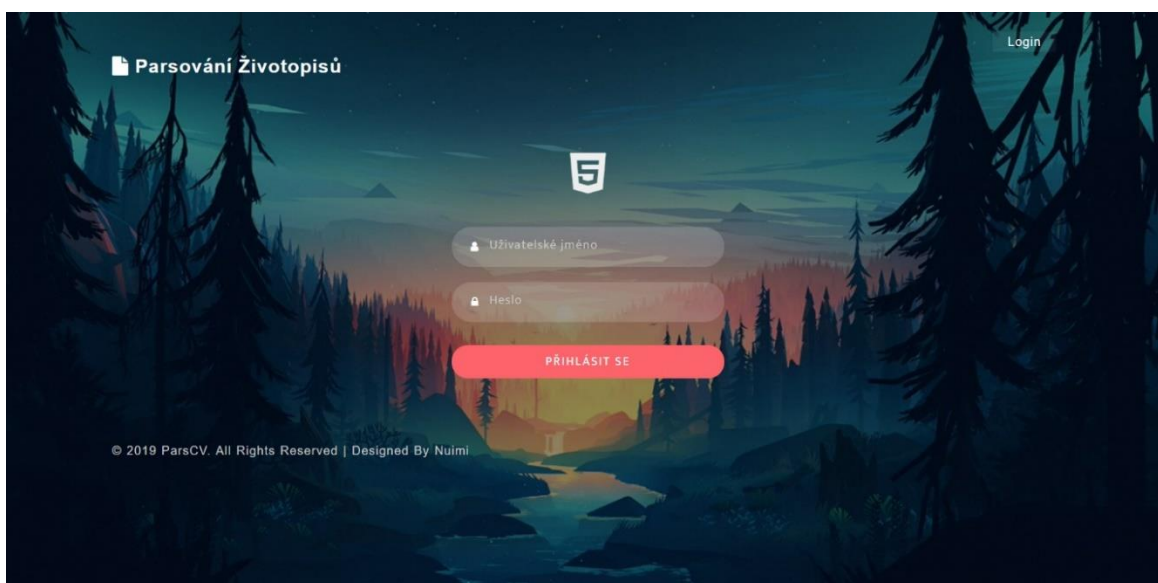 Login
Parsování Životopisů
Uživatelské jméno
Heslo
PŘIHLÁSIT SE
© 2019 ParsCV. All Rights Reserved | Designed By Nuimi